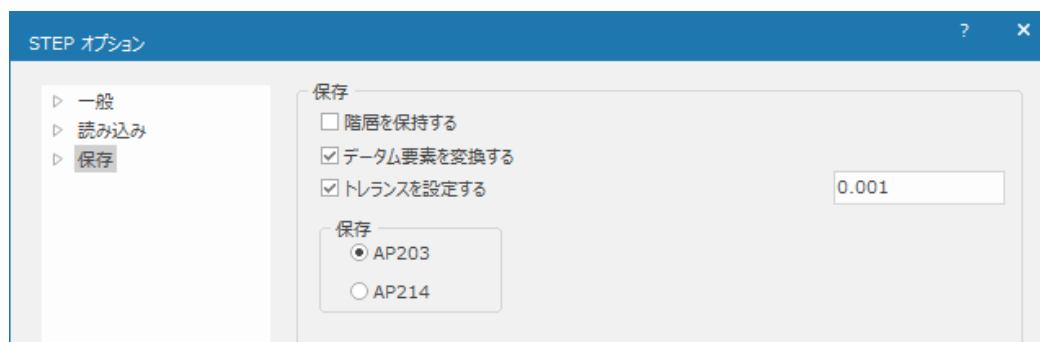 STEP オプション
?
×
一般
読み込み
保存
保存
階層を保持する
データム要素を変換する
トレランスを設定する
0.001
保存
AP203
AP214